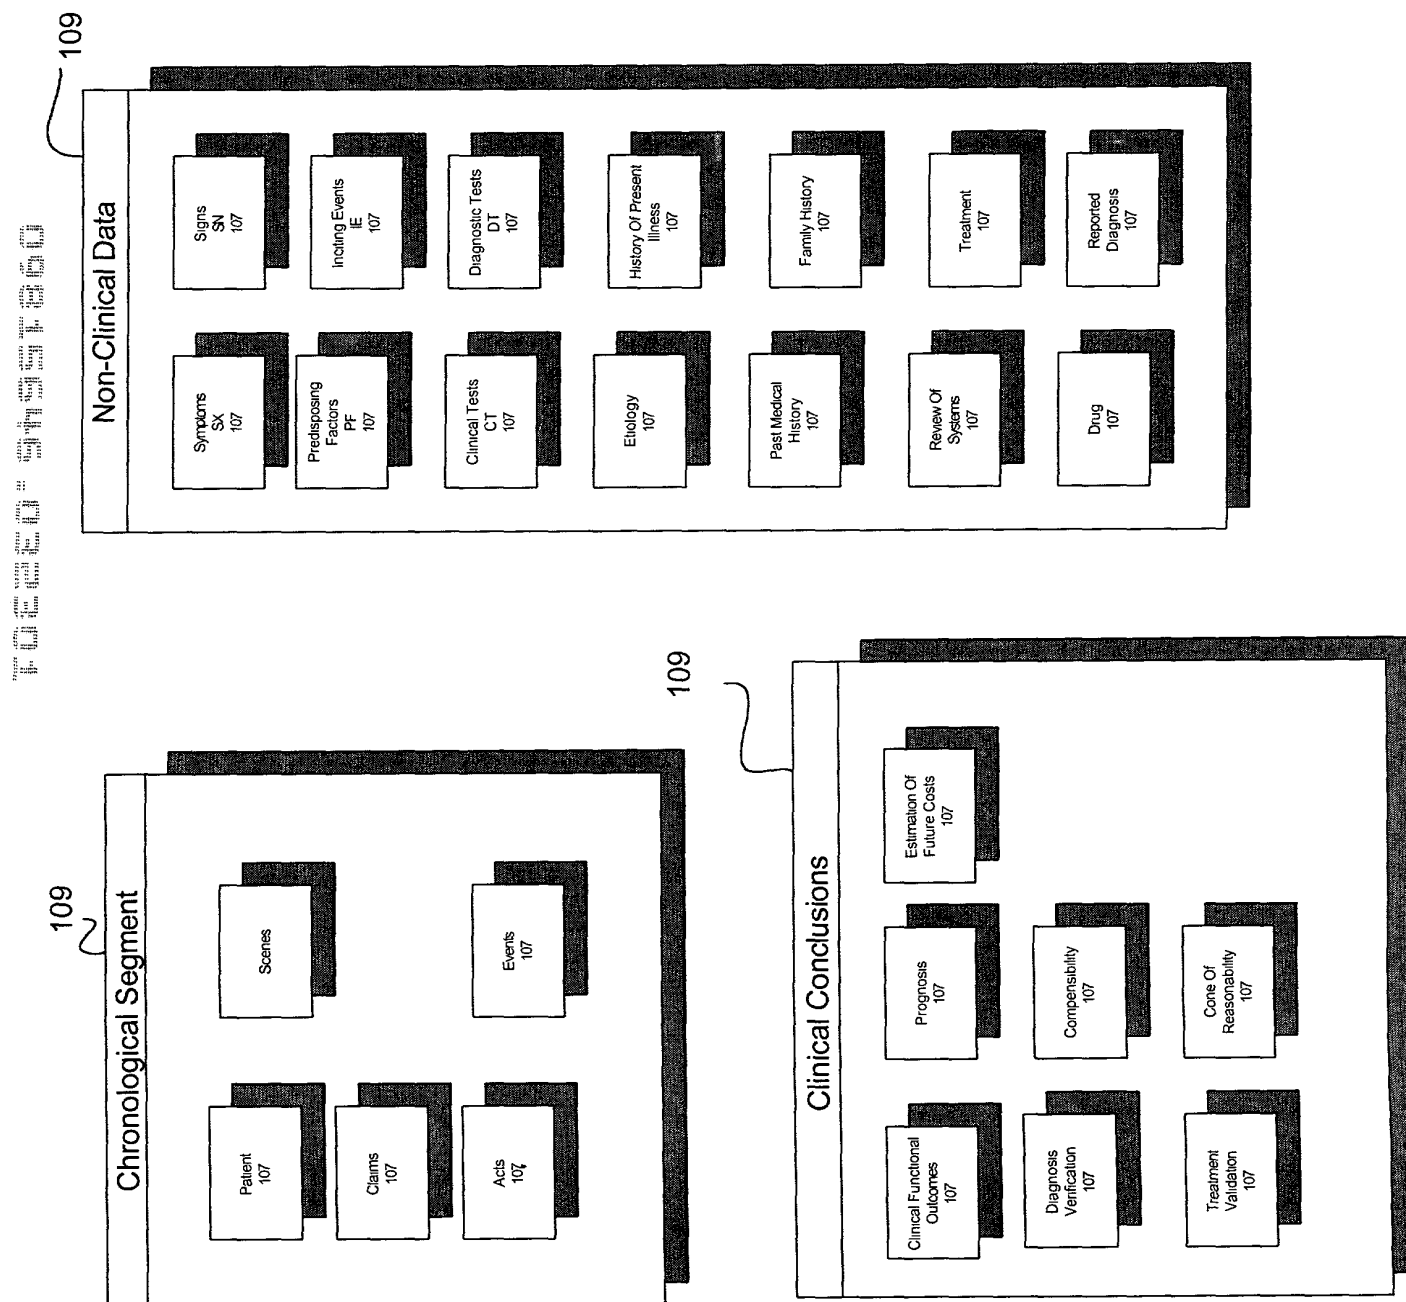 109
Chronological Segment
Patient
107
Scenes
Claims
107
Acts
107
Events
107
109
Non-Clinical Data
Symptoms
SX
107
Signs
SN
107
Predisposing
Factors
PF
107
Inciting Events
IE
107
Clinical Tests
CT
107
Diagnostic Tests
DT
107
Etiology
107
History Of Present
Illness
107
Past Medical
History
107
Family History
107
Review Of
Systems
107
Treatment
107
Drug
107
Reported
Diagnosis
107
109
Clinical Conclusions
Clinical Functional
Outcomes
107
Prognosis
107
Estimation Of
Future Costs
107
Diagnosis
Verification
107
Compensibility
107
Treatment
Validation
107
Cone Of
Reasonability
107